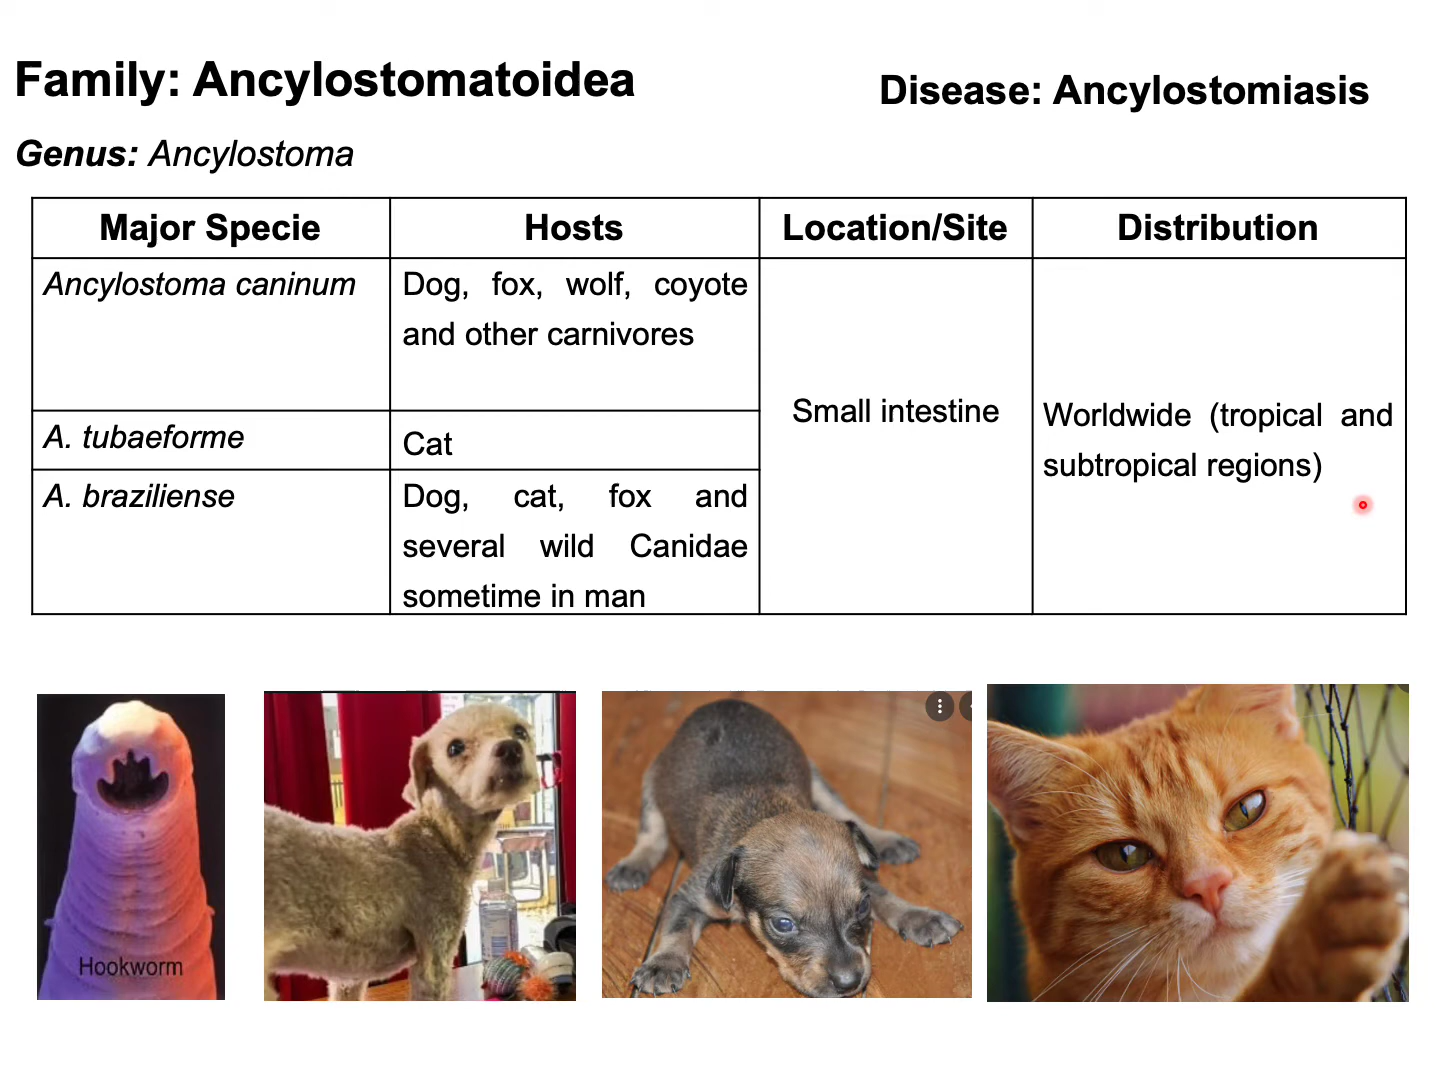 Family: Ancylostomatoidea
Disease: Ancylostomiasis
Genus: Ancylostoma
Major Specie
Hosts
Location/Site
Distribution
Ancylostoma caninum
Dog, fox, wolf, coyote
and other carnivores
Small intestine
Worldwide (tropical and
subtropical regions)
A. tubaeforme
Cat
A. braziliense
Dog, cat, fox and
several wild Canidae
sometime in man
Hookworm